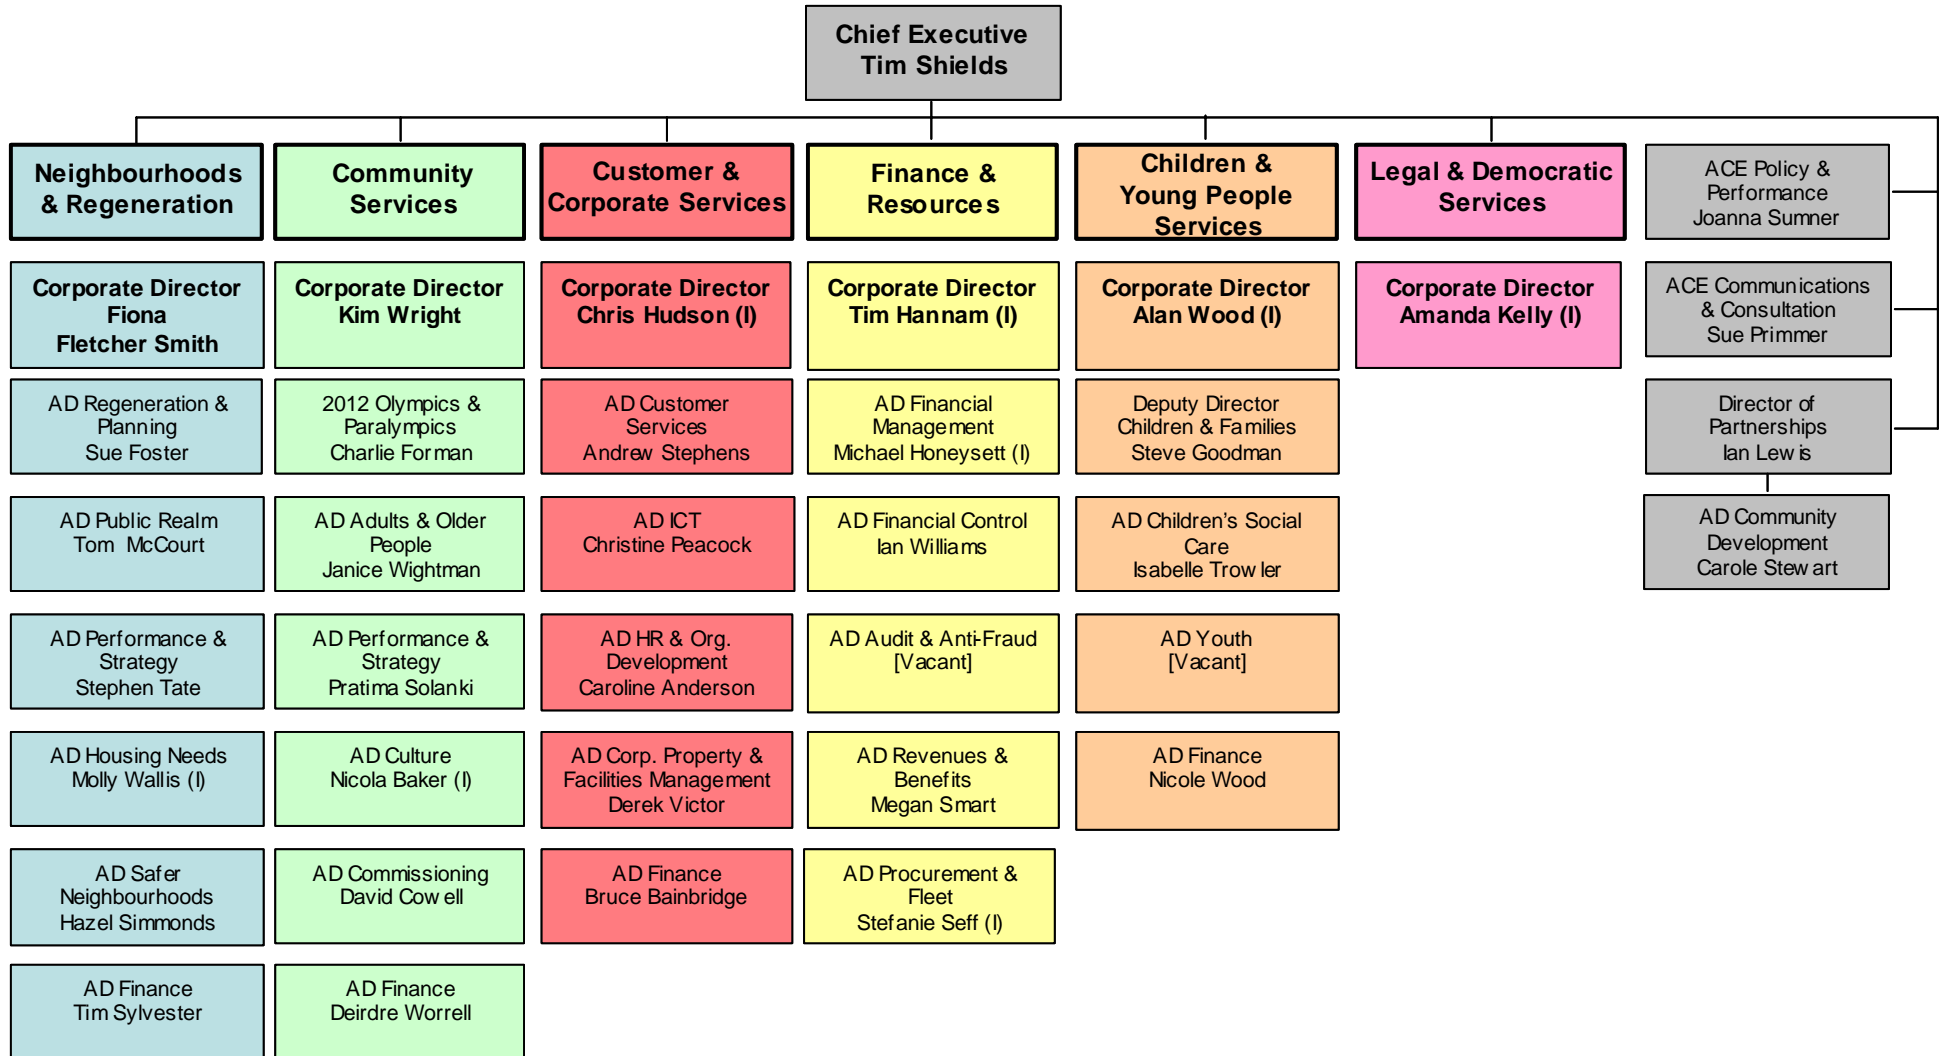 Chief Executive
Tim Shields
Neighbourhoods
& Regeneration
Community
Services
Customer &
Corporate Services
Finance &
Resources
Children &
Young People
Services
Legal & Democratic
Services
ACE Policy &
Performance
Joanna Sumner
Corporate Director
Fiona
Fletcher Smith
Corporate Director
Kim Wright
Corporate Director
Chris Hudson (I)
Corporate Director
Tim Hannam (I)
Corporate Director
Alan Wood (I)
Corporate Director
Amanda Kelly (I)
ACE Communications
& Consultation
Sue Primmer
AD Regeneration &
Planning
Sue Foster
2012 Olympics &
Paralympics
Charlie Forman
AD Customer
Services
Andrew Stephens
AD Financial
Management
Michael Honeysett (I)
Deputy Director
Children & Families
Steve Goodman
Director of
Partnerships
Ian Lewis
AD Public Realm
Tom McCourt
AD Adults & Older
People
Janice Wightman
AD ICT
Christine Peacock
AD Financial Control
Ian Williams
AD Children's Social
Care
Isabelle Trowler
AD Community
Development
Carole Stewart
AD Performance &
Strategy
Stephen Tate
AD Performance &
Strategy
Pratima Solanki
AD HR & Org.
Development
Caroline Anderson
AD Audit & Anti-Fraud
[Vacant]
AD Youth
[Vacant]
AD Housing Needs
Molly Wallis (I)
AD Culture
Nicola Baker (I)
AD Corp. Property &
Facilities Management
Derek Victor
AD Revenues &
Benefits
Megan Smart
AD Finance
Nicole Wood
AD Safer
Neighbourhoods
Hazel Simmonds
AD Commissioning
David Cowell
AD Finance
Bruce Bainbridge
AD Procurement &
Fleet
Stefanie Seff (I)
AD Finance
Tim Sylvester
AD Finance
Deirdre Worrell